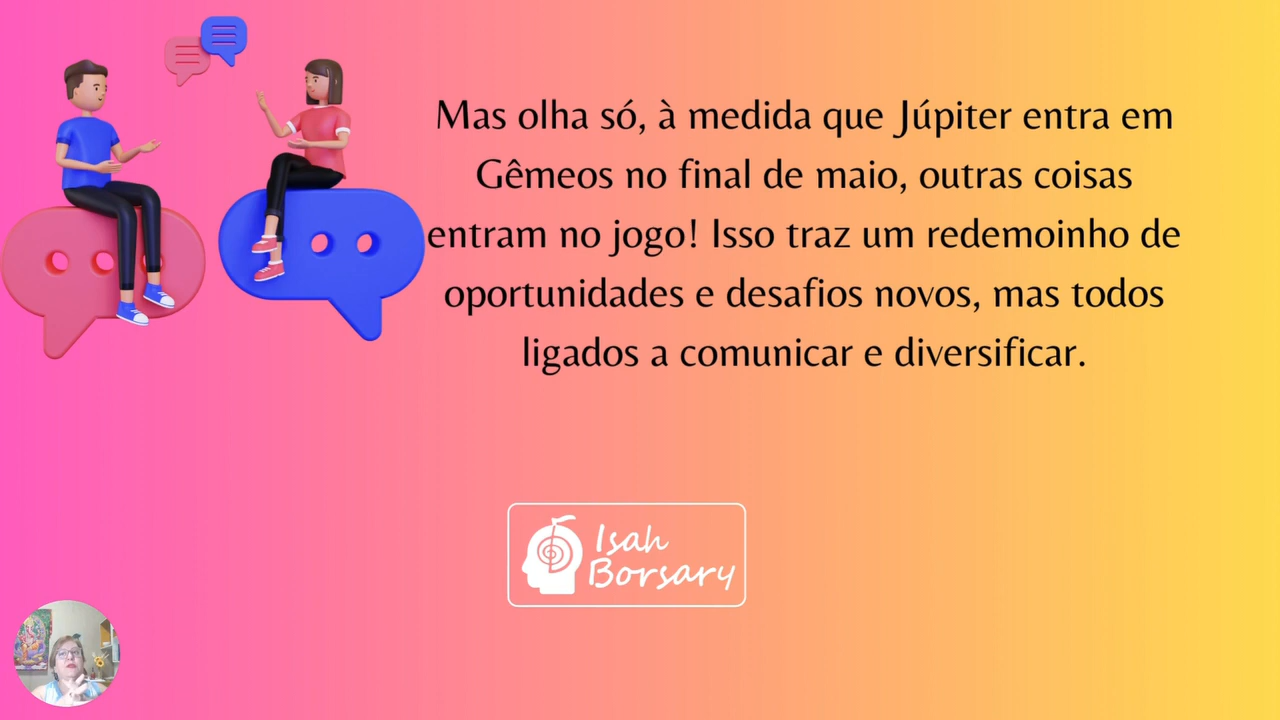 Mas olha só, à medida que Júpiter entra em
Gêmeos no final de maio, outras coisas
entram no jogo! Isso traz um redemoinho de
oportunidades e desafios novos, mas todos
ligados a comunicar e diversificar.
Isah
Borsary